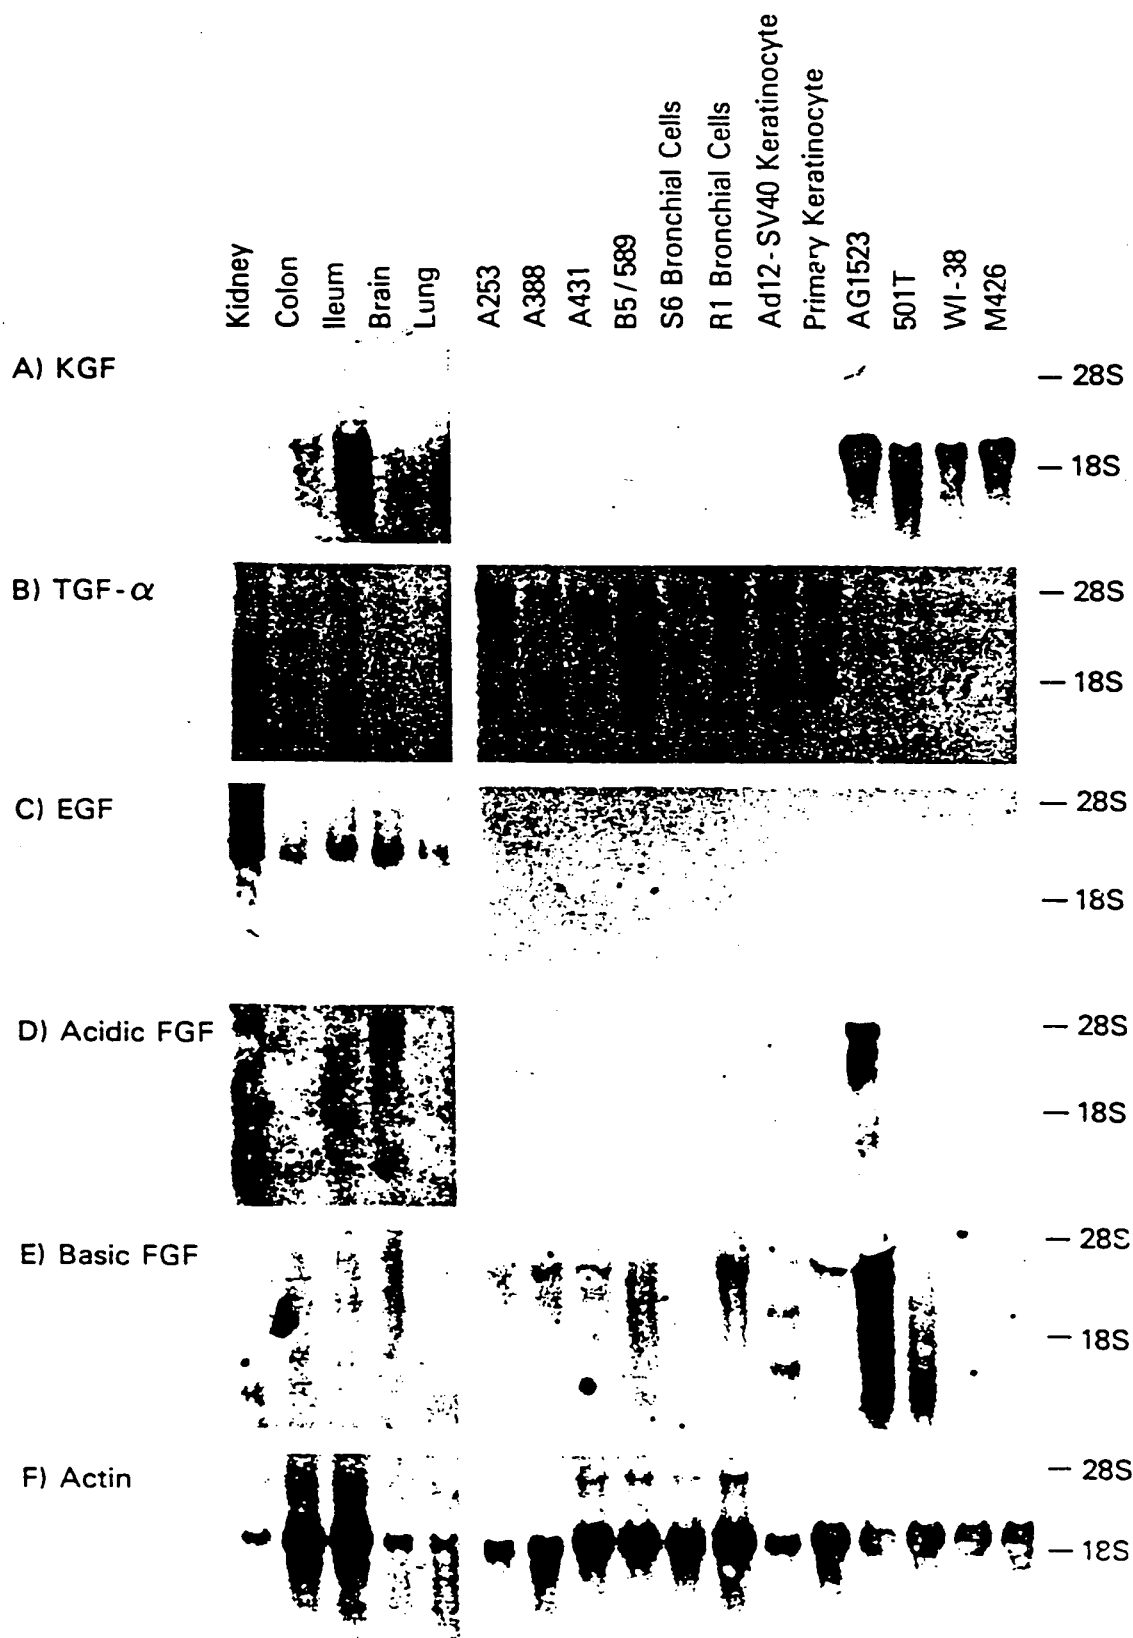 Kidney
Colon
Ileum
Brain
Lung
A253
A388
A431
B5/589
S6 Bronchial Cells
R1 Bronchial Cells
Ad12-SV40 Keratinocyte
Primary Keratinocyte
AG1523
501T
WI-38
M426
A) KGF
— 28S
— 18S
B) TGF-α
— 28S
— 18S
C) EGF
— 28S
— 18S
D) Acidic FGF
— 28S
— 18S
E) Basic FGF
— 28S
— 18S
F) Actin
— 28S
— 18S